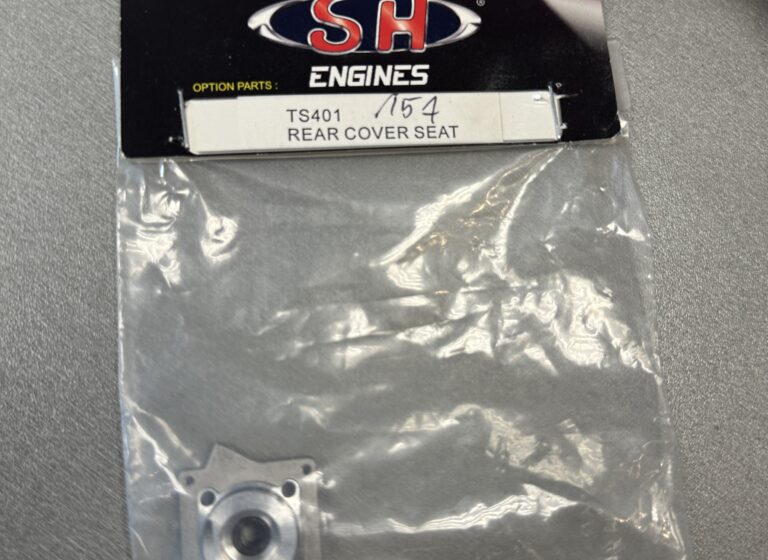 SH
®
ENGINES
OPTION PARTS :
TS401 154
REAR COVER SEAT